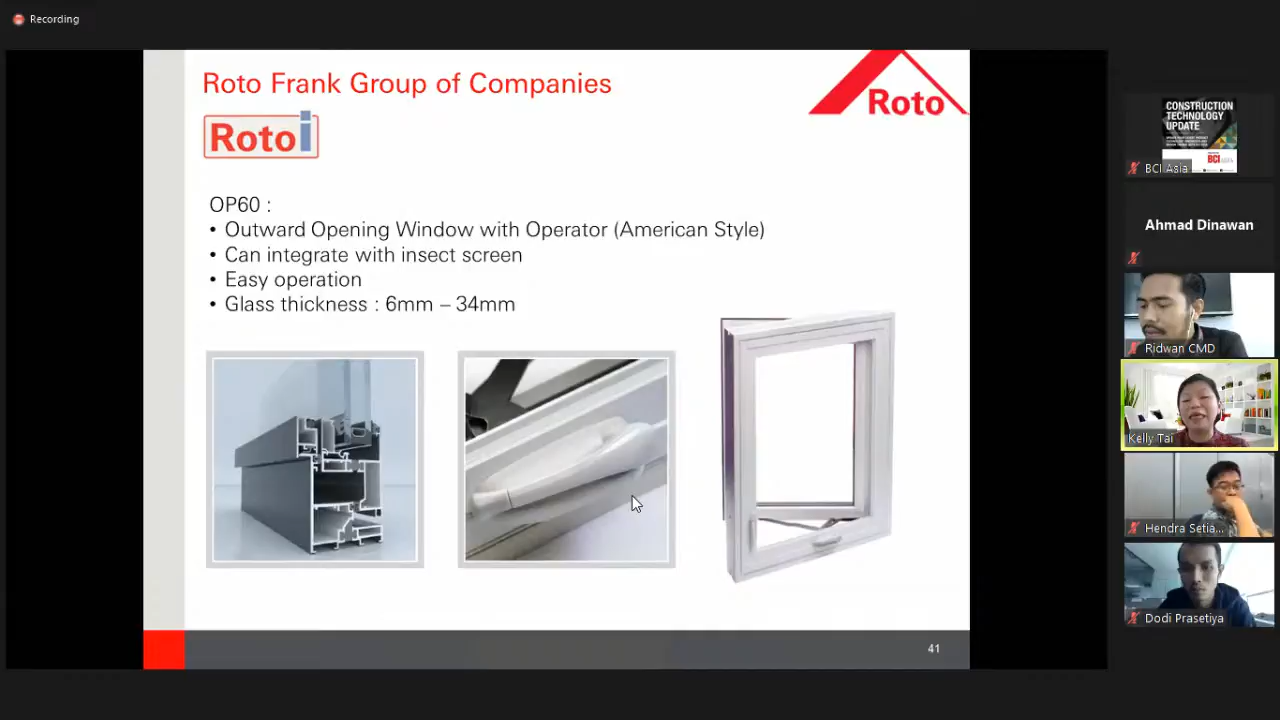 Recording
Roto Frank Group of Companies
Roto
Roto i
OP60 :
• Outward Opening Window with Operator (American Style)
• Can integrate with insect screen
• Easy operation
• Glass thickness : 6mm – 34mm
41
CONSTRUCTION
TECHNOLOGY
UPDATE
BCI ASIA
BCI Asia
Ahmad Dinawan
Ridwan CMD
Kelly Tai
Hendra Setia...
Dodi Prasetiya